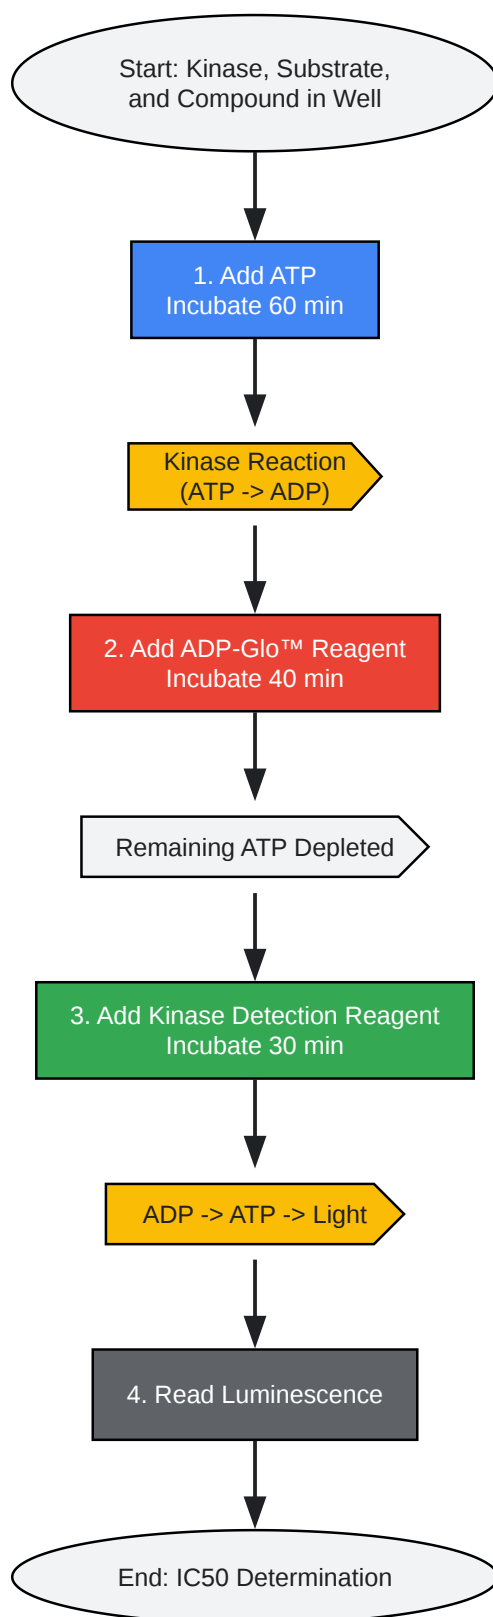 Start: Kinase, Substrate,
and Compound in Well
1. Add ATP
Incubate 60 min
Kinase Reaction
(ATP -> ADP)
2. Add ADP-Glo™ Reagent
Incubate 40 min
Remaining ATP Depleted
3. Add Kinase Detection Reagent
Incubate 30 min
ADP -> ATP -> Light
4. Read Luminescence
End: IC50 Determination